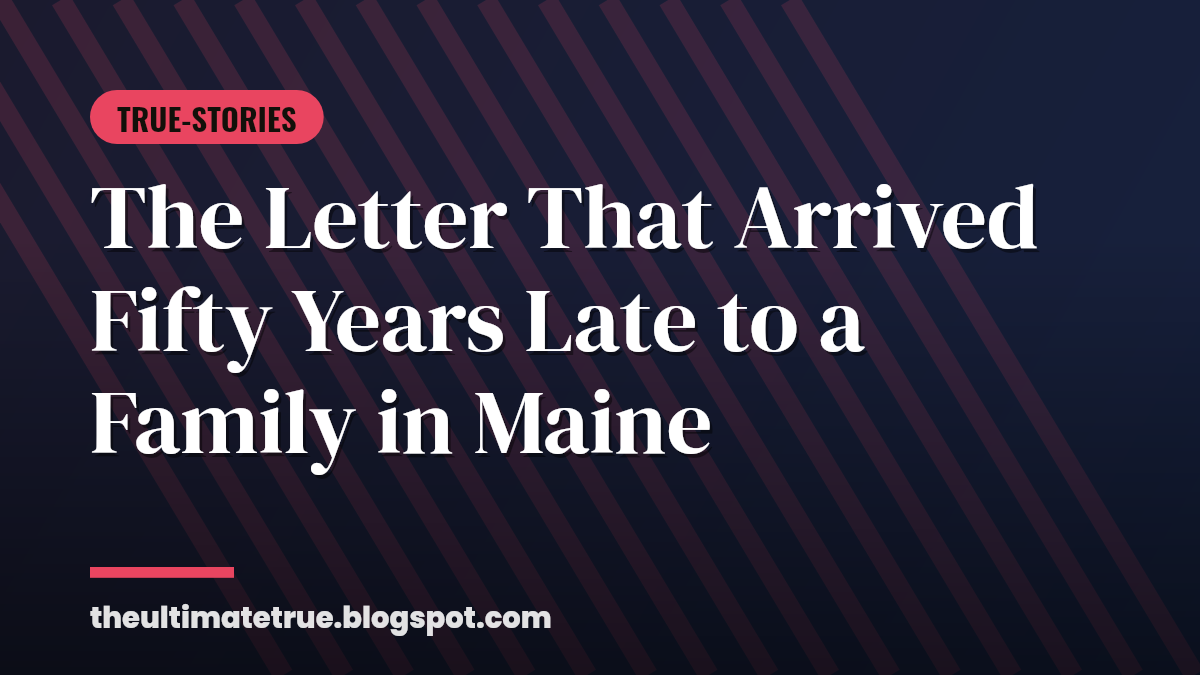 TRUE-STORIES
The Letter That Arrived
Fifty Years Late to a
Family in Maine
theultimatetrue.blogspot.com